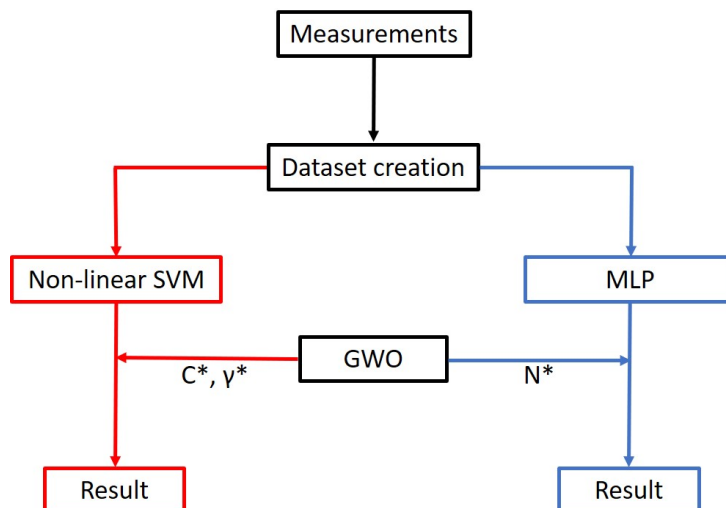 Measurements
Dataset creation
Non-linear SVM
MLP
GWO
C*, γ*
N*
Result
Result